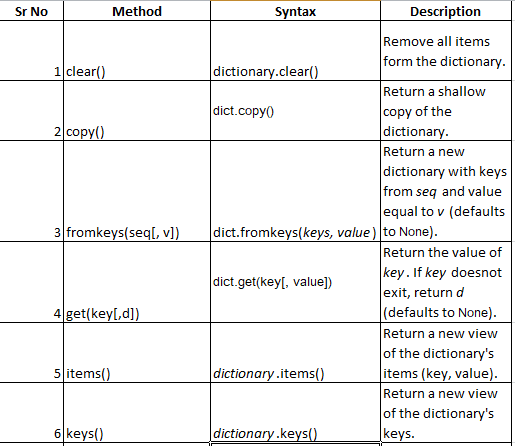 Sr No Method Syntax Description
Remove all items
form the dictionary.
1 clear() dictionary.clear()
Return a shallow
dict.copy() copy of the
2 copy() dictionary.
Return a new
dictionary with keys
from seq and value
equal to v (defaults
3 fromkeys(seq[, v]) dict.fromkeys(keys, value) to None).
Return the value of
key. If key doesnot
dict.get(key[, value]) exit, return d
4 get(key[,d]) (defaults to None).
Return a new view
of the dictionary's
5 items() dictionary.items() items (key, value).
Return a new view
of the dictionary's
6 keys() dictionary.keys() keys.